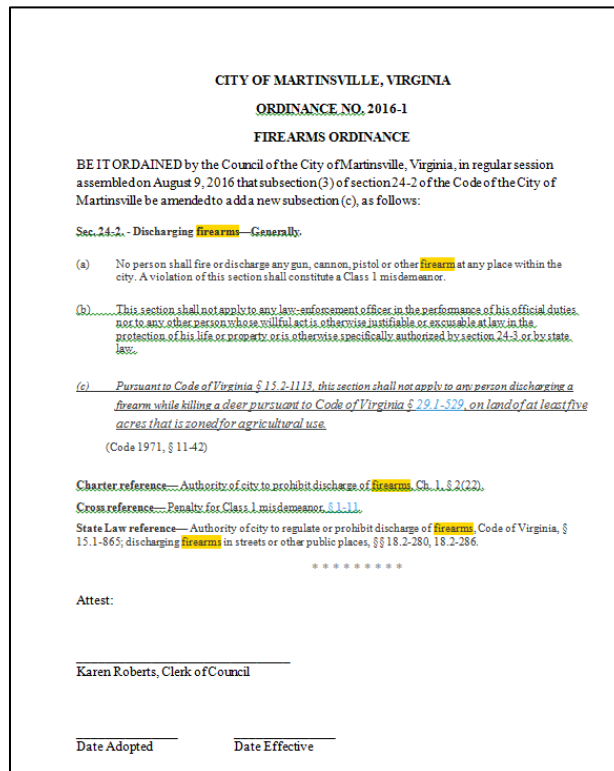 CITY OF MARTINSVILLE, VIRGINIA
ORDINANCE NO. 2016-1
FIREARMS ORDINANCE
BE IT ORDAINED by the Council of the City of Martinsville, Virginia, in regular session
assembled on August 9, 2016 that subsection (3) of section 24-2 of the Code of the City of
Martinsville be amended to add a new subsection (c), as follows:
Sec. 24-2. - Discharging firearms—Generally.
(a) No person shall fire or discharge any gun, cannon, pistol or other firearm at any place within the
city. A violation of this section shall constitute a Class 1 misdemeanor.
(b) This section shall not apply to any law-enforcement officer in the performance of his official duties
nor to any other person whose willful act is otherwise justifiable or excusable at law in the
protection of his life or property or is otherwise specifically authorized by section 24-3 or by state
law.
(c) Pursuant to Code of Virginia § 15.2-1113, this section shall not apply to any person discharging a
firearm while killing a deer pursuant to Code of Virginia § 29.1-529, on land of at least five
acres that is zoned for agricultural use.
(Code 1971, § 11-42)
Charter reference— Authority of city to prohibit discharge of firearms, Ch. 1, § 2(22).
Cross reference— Penalty for Class 1 misdemeanor, § 1-11.
State Law reference— Authority of city to regulate or prohibit discharge of firearms, Code of Virginia, §
15.1-865; discharging firearms in streets or other public places, §§ 18.2-280, 18.2-286.
* * * * * * * * *
Attest:
Karen Roberts, Clerk of Council
Date Adopted Date Effective